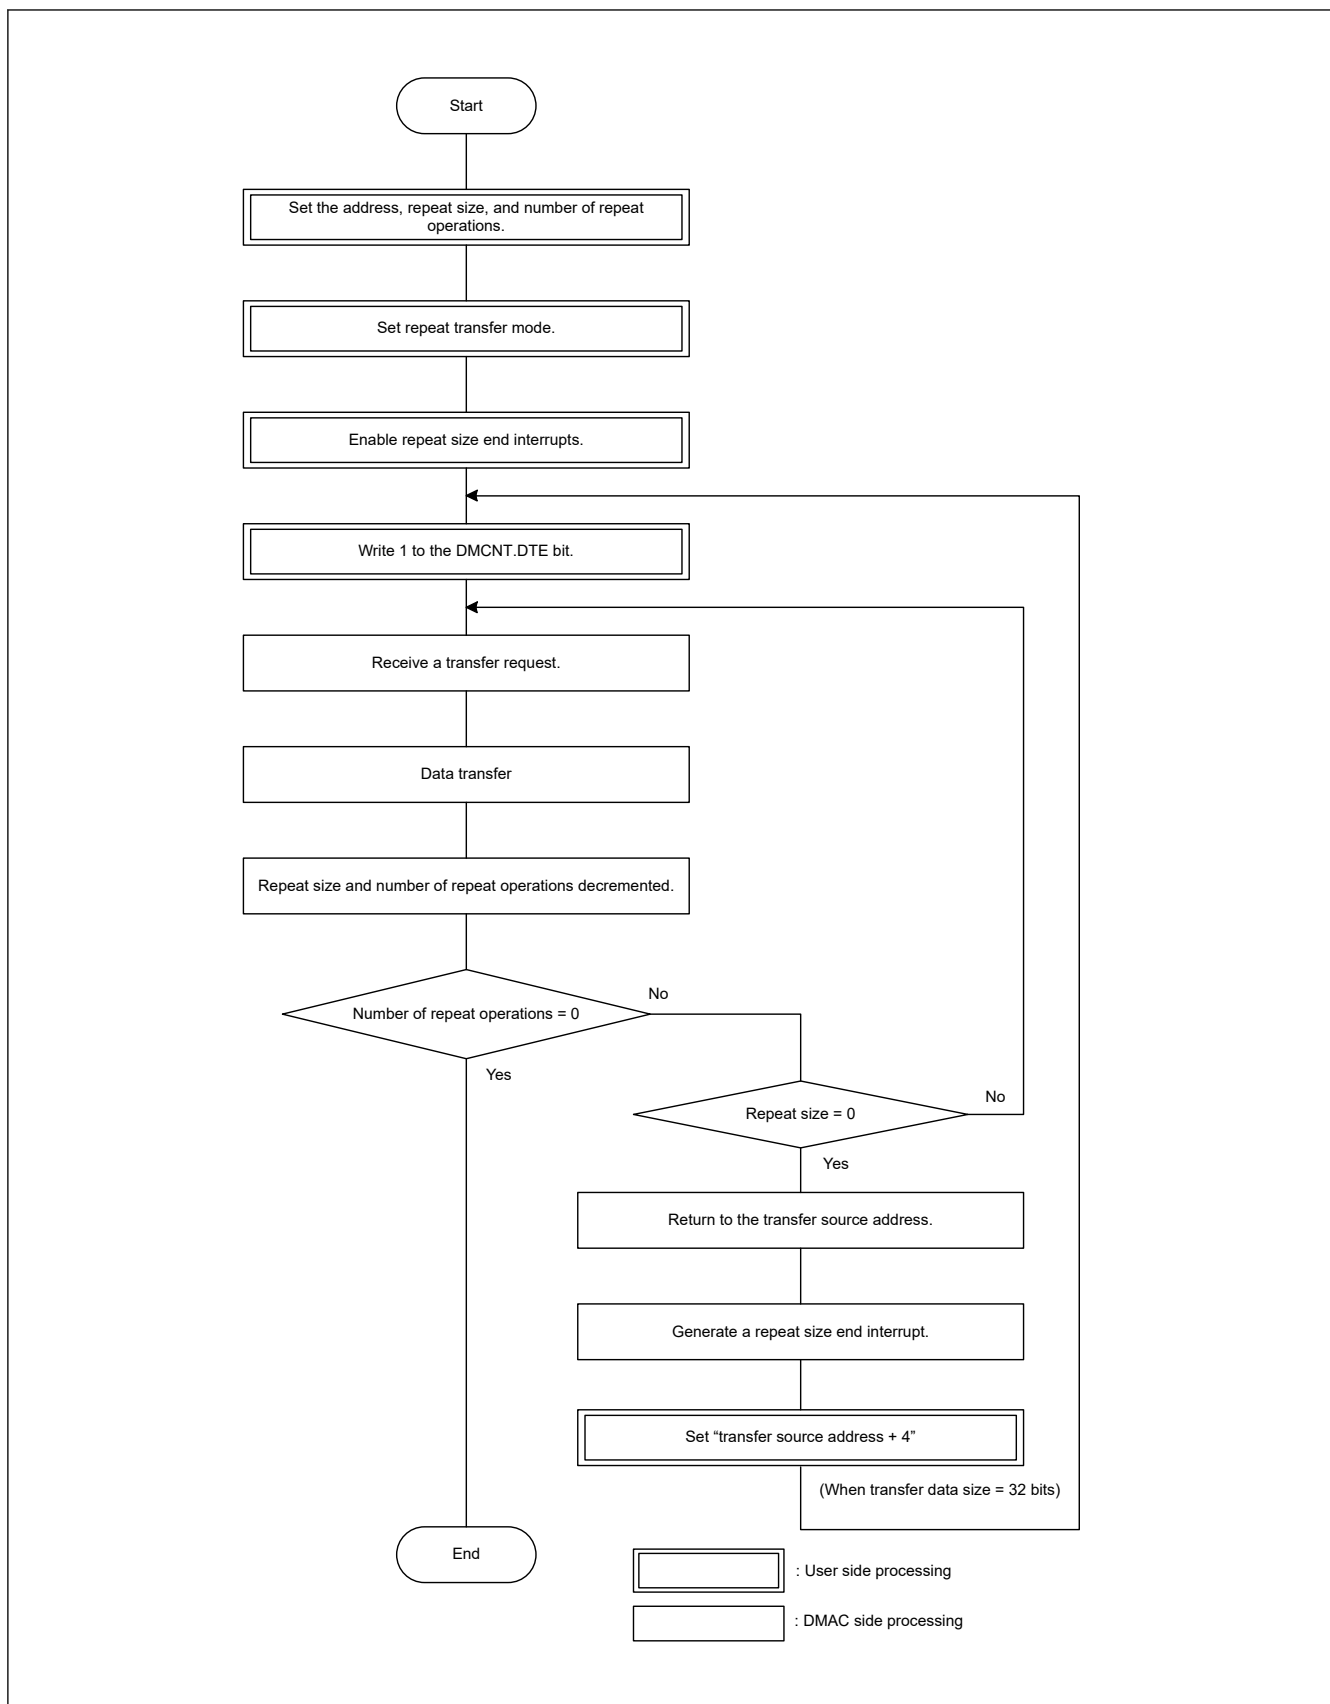 Start
Set the address, repeat size, and number of repeat
operations.
Set repeat transfer mode.
Enable repeat size end interrupts.
Write 1 to the DMCNT.DTE bit.
Receive a transfer request.
Data transfer
Repeat size and number of repeat operations decremented.
No
Number of repeat operations = 0
Yes
No
Repeat size = 0
Yes
Return to the transfer source address.
Generate a repeat size end interrupt.
Set “transfer source address + 4”
(When transfer data size = 32 bits)
End
: User side processing
: DMAC side processing